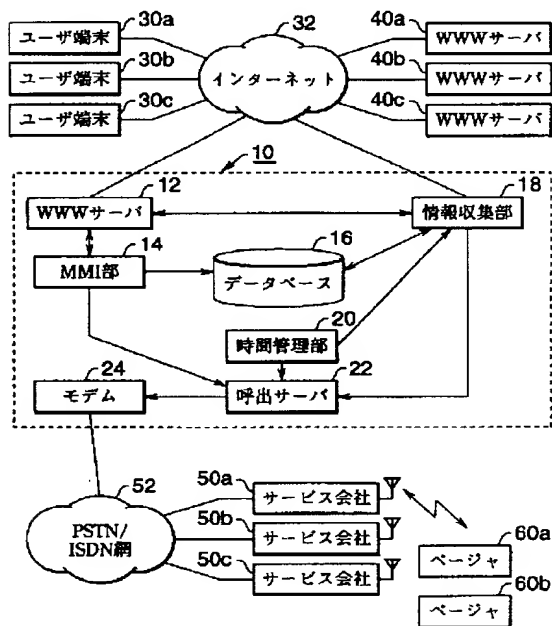 30a
ユーザ端末
30b
ユーザ端末
30c
ユーザ端末
32
インターネット
40a
WWWサーバ
40b
WWWサーバ
40c
WWWサーバ
10
12
WWWサーバ
14
MMI部
16
データベース
18
情報収集部
20
時間管理部
22
呼出サーバ
24
モデム
52
PSTN/
ISDN網
50a
サービス会社
50b
サービス会社
50c
サービス会社
60a
ページャ
60b
ページャ